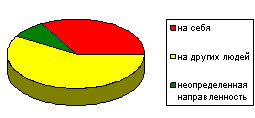 на себя
на других людей
неопределенная
направленность